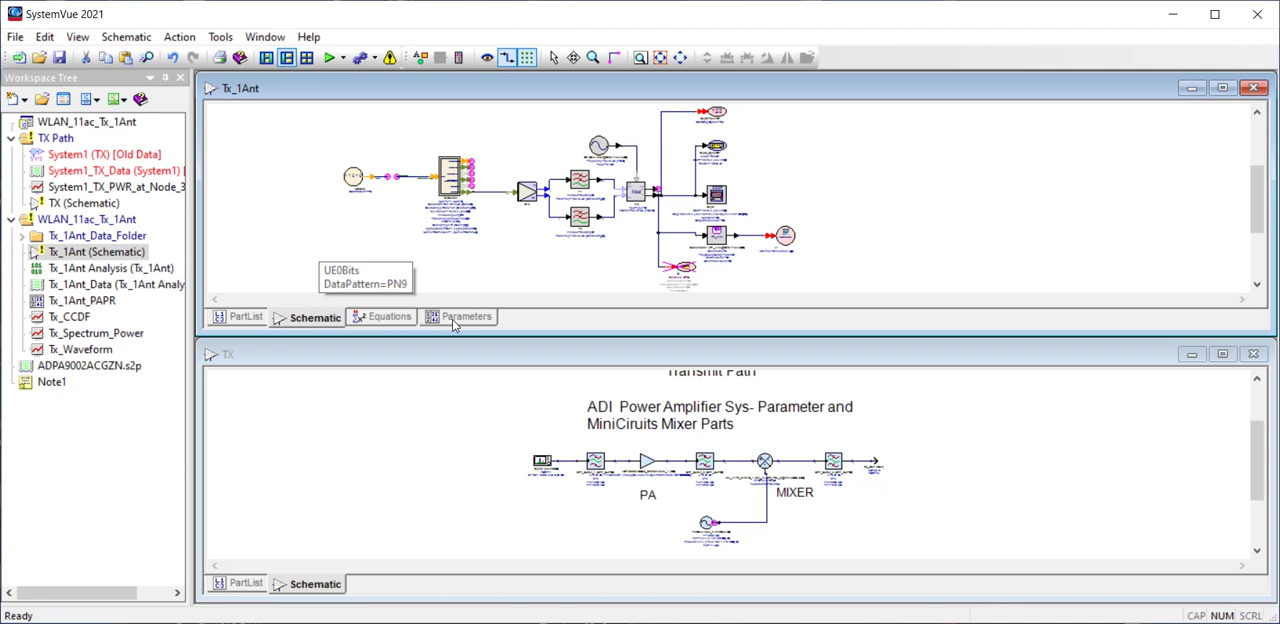 SystemVue 2021
File Edit View Schematic Action Tools Window Help
Workspace Tree
WLAN_11ac_Tx_1Ant
TX Path
System1 (TX) [Old Data]
System1_TX_Data (System1) [
System1_TX_PWR_at_Node_3
TX (Schematic)
WLAN_11ac_Tx_1Ant
Tx_1Ant_Data_Folder
Tx_1Ant (Schematic)
Tx_1Ant Analysis (Tx_1Ant)
Tx_1Ant_Data (Tx_1Ant Analy
Tx_1Ant_PAPR
Tx_CCDF
Tx_Spectrum_Power
Tx_Waveform
ADPA9002ACGZN.s2p
Note1
Tx_1Ant
UE0Bits
DataPattern=PN9
PartList Schematic Equations Parameters
TX
Transmit Path
ADI Power Amplifier Sys- Parameter and
MiniCiruits Mixer Parts
PA
MIXER
PartList Schematic
Ready
CAP NUM SCRL